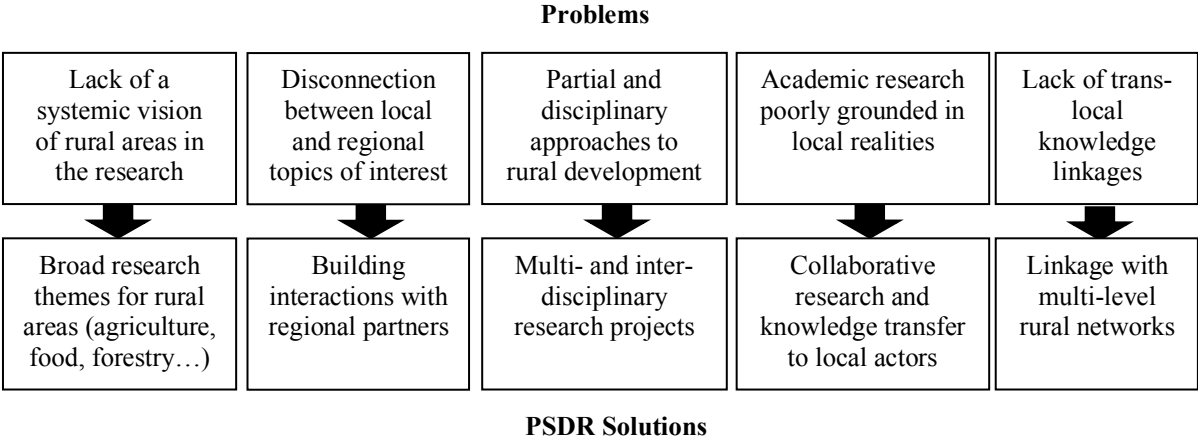 Problems
Lack of a
systemic vision
of rural areas in
the research
Disconnection
between local
and regional
topics of interest
Partial and
disciplinary
approaches to
rural development
Academic research
poorly grounded in
local realities
Lack of trans-
local
knowledge
linkages
Broad research
themes for rural
areas (agriculture,
food, forestry…)
Building
interactions with
regional partners
Multi- and inter-
disciplinary
research projects
Collaborative
research and
knowledge transfer
to local actors
Linkage with
multi-level
rural networks
PSDR Solutions